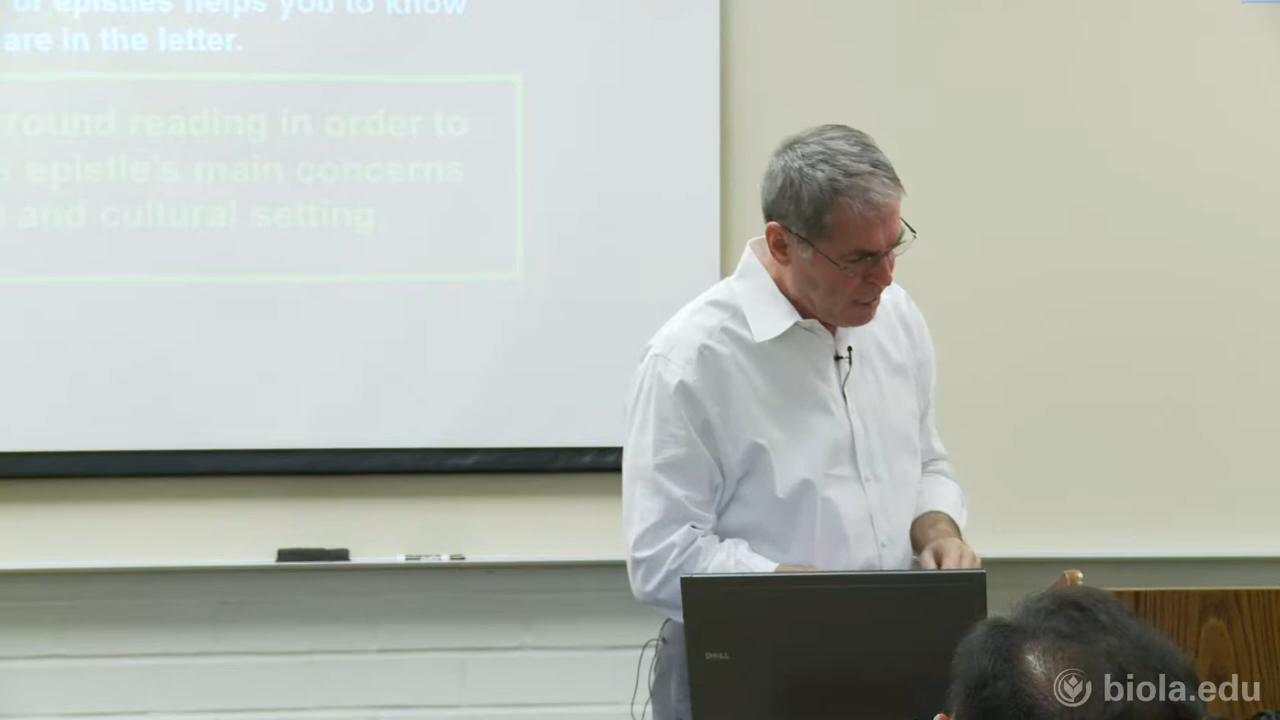 of epistles helps you to know
are in the letter.
round reading in order to
epistle's main concerns
and cultural setting
DELL
biola.edu